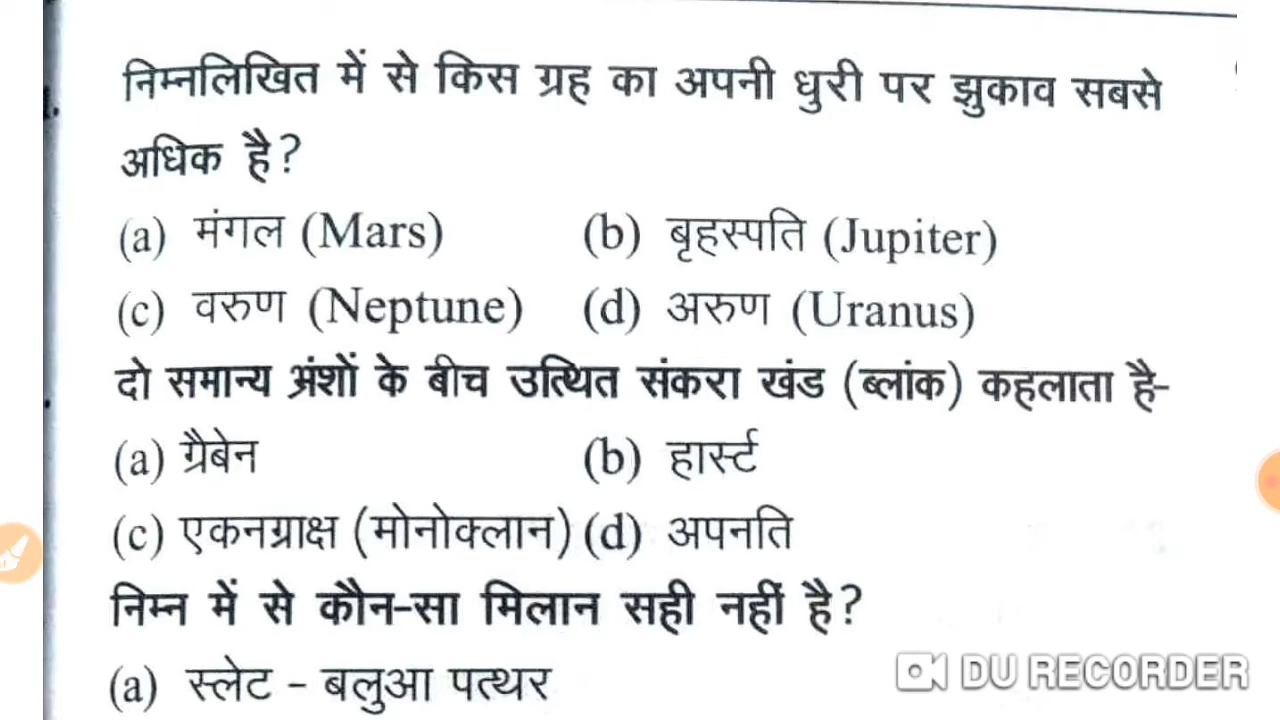 निम्नलिखित में से किस ग्रह का अपनी धुरी पर झुकाव सबसे
अधिक है?
(a) मंगल (Mars) (b) बृहस्पति (Jupiter)
(c) वरुण (Neptune) (d) अरुण (Uranus)
दो समान्य भ्रंशों के बीच उत्थित संकरा खंड (ब्लांक) कहलाता है-
(a) ग्रैबेन (b) हार्स्ट
(c) एकनग्राक्ष (मोनोक्लान) (d) अपनति
निम्न में से कौन-सा मिलान सही नहीं है?
(a) स्लेट - बलुआ पत्थर
DU RECORDER